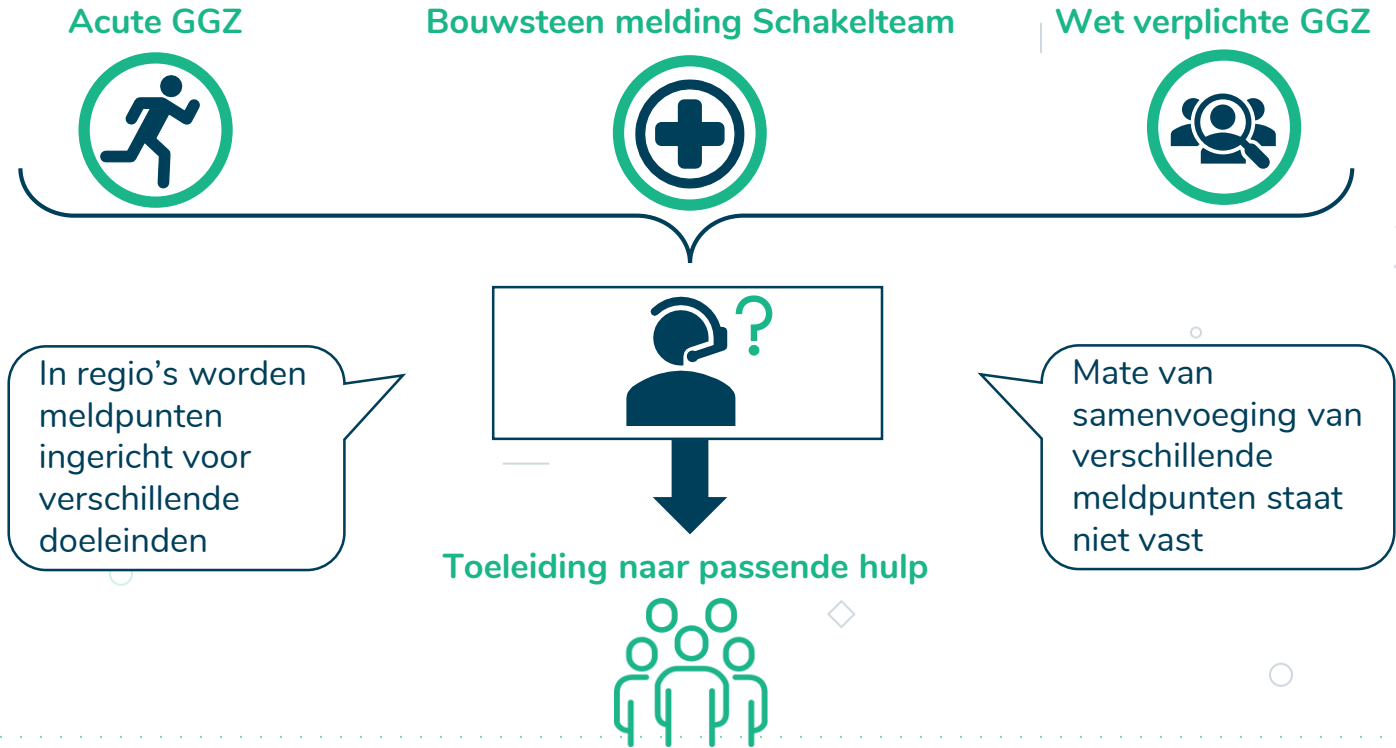 Acute GGZ
Bouwsteen melding Schakelteam
Wet verplichte GGZ
?
In regio’s worden
meldpunten
ingericht voor
verschillende
doeleinden
Mate van
samenvoeging van
verschillende
meldpunten staat
niet vast
Toeleiding naar passende hulp